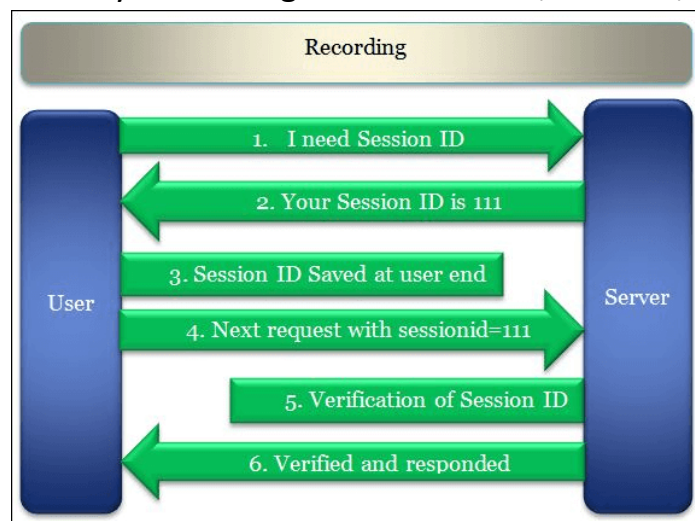 Recording
1. I need Session ID
2. Your Session ID is 111
3. Session ID Saved at user end
User
Server
4. Next request with sessionid=111
5. Verification of Session ID
6. Verified and responded